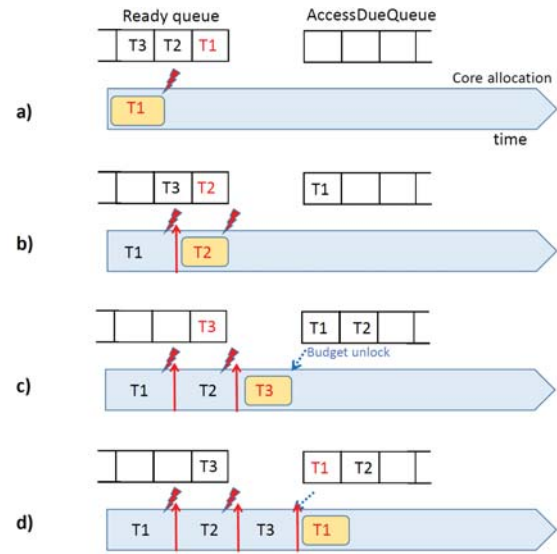 Ready queue AccessDueQueue
T3 T2 T1
Core allocation
a) T1
time
T3 T2 T1
b) T1 T2
T3 T1 T2
Budget unlock
c) T1 T2 T3
T3 T1 T2
d) T1 T2 T3 T1